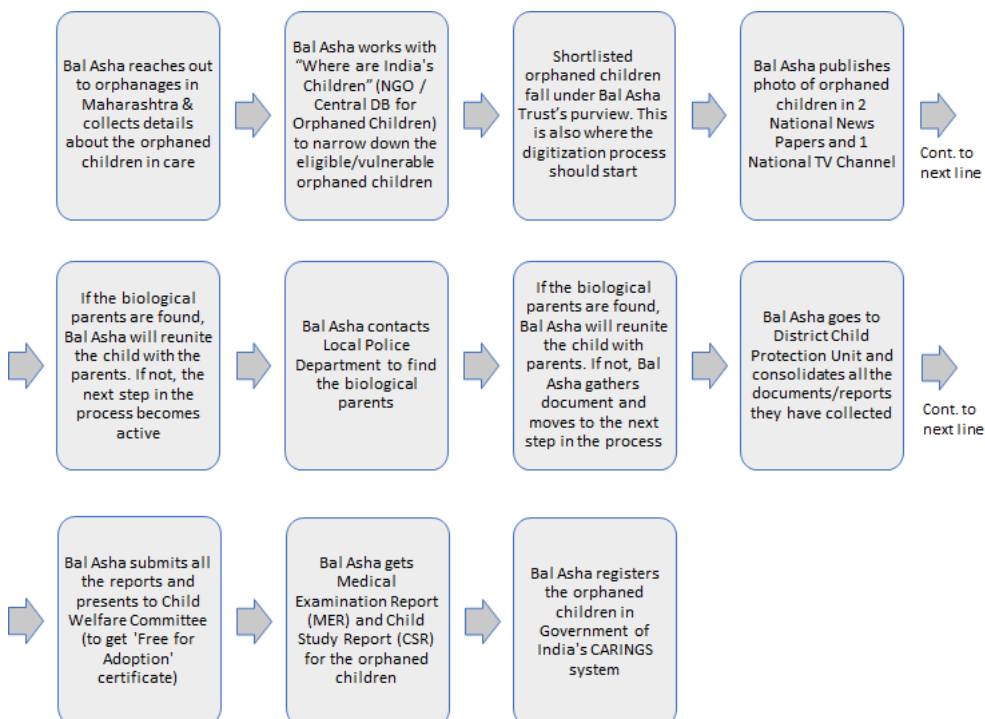 Bal Asha reaches out
to orphanages in
Maharashtra &
collects details
about the orphaned
children in care
Bal Asha works with
“Where are India's
Children” (NGO /
Central DB for
Orphaned Children)
to narrow down the
eligible/vulnerable
orphaned children
Shortlisted
orphaned children
fall under Bal Asha
Trust’s purview. This
is also where the
digitization process
should start
Bal Asha publishes
photo of orphaned
children in 2
National News
Papers and 1
National TV Channel
Cont. to
next line
If the biological
parents are found,
Bal Asha will reunite
the child with the
parents. If not, the
next step in the
process becomes
active
Bal Asha contacts
Local Police
Department to find
the biological
parents
If the biological
parents are found,
Bal Asha will reunite
the child with
parents. If not, Bal
Asha gathers
document and
moves to the next
step in the process
Bal Asha goes to
District Child
Protection Unit and
consolidates all the
documents/reports
they have collected
Cont. to
next line
Bal Asha submits all
the reports and
presents to Child
Welfare Committee
(to get 'Free for
Adoption'
certificate)
Bal Asha gets
Medical
Examination Report
(MER) and Child
Study Report (CSR)
for the orphaned
children
Bal Asha registers
the orphaned
children in
Government of
India's CARINGS
system